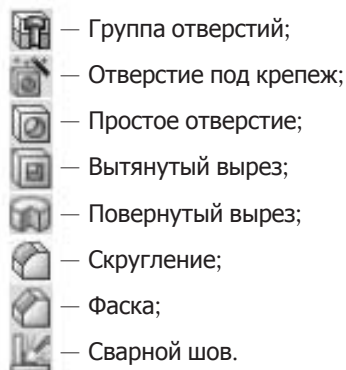 — Группа отверстий;
— Отверстие под крепеж;
— Простое отверстие;
— Вытянутый вырез;
— Повернутый вырез;
— Скругление;
— Фаска;
— Сварной шов.